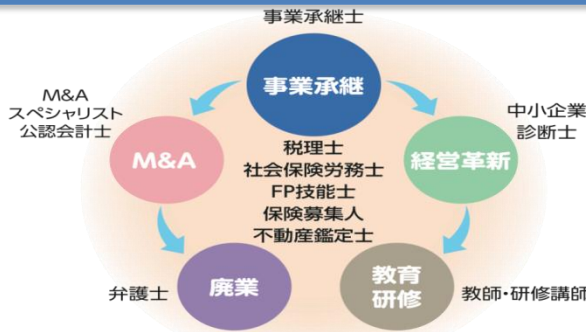 事業承継士
事業承継
M&A
スペシャリスト
公認会計士
M&A
中小企業
診断士
経営革新
税理士
社会保険労務士
FP技能士
保険募集人
不動産鑑定士
弁護士
廃業
教育
研修
教師・研修講師